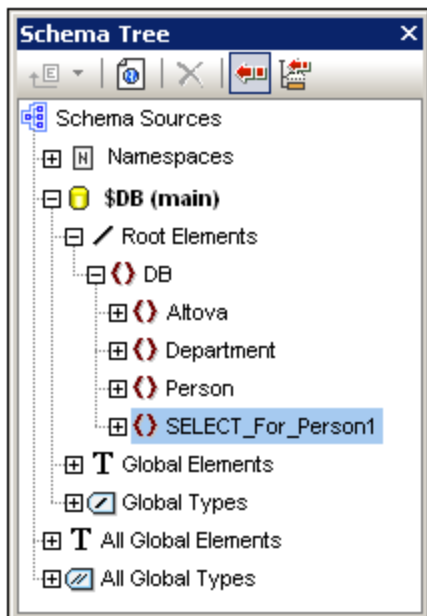 Schema Tree
E
Schema Sources
N Namespaces
$DB (main)
Root Elements
DB
Altova
Department
Person
SELECT_For_Person1
T Global Elements
Global Types
T All Global Elements
All Global Types